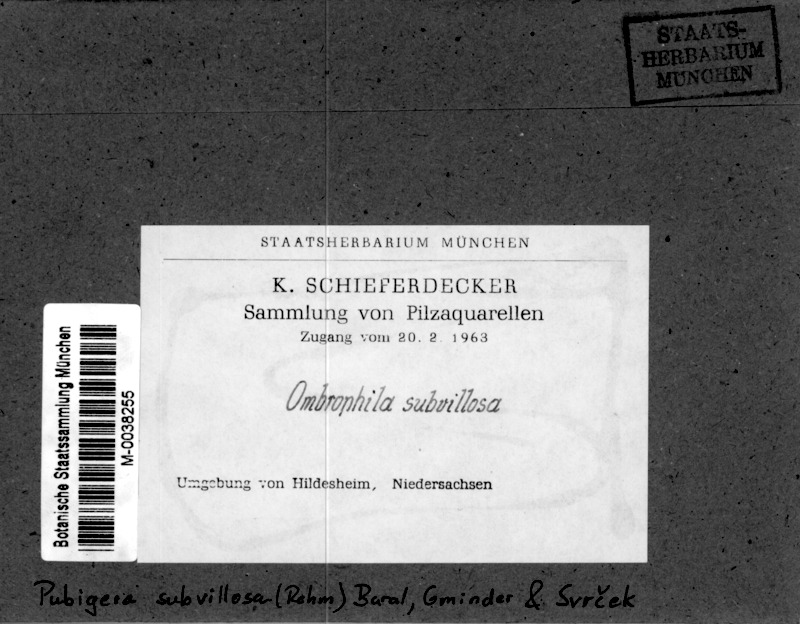 STAATS-
HERBARIUM
MÜNCHEN
STAATSHERBARIUM MÜNCHEN
K. SCHIEFERDECKER
Sammlung von Pilzaquarellen
Zugang vom 20. 2. 1963
Ombrophila subvillosa
Umgebung von Hildesheim, Niedersachsen
Botanische Staatssammlung München
M-0038255
Pubigera subvillosa (Rehm) Baral, Gminder & Svrček